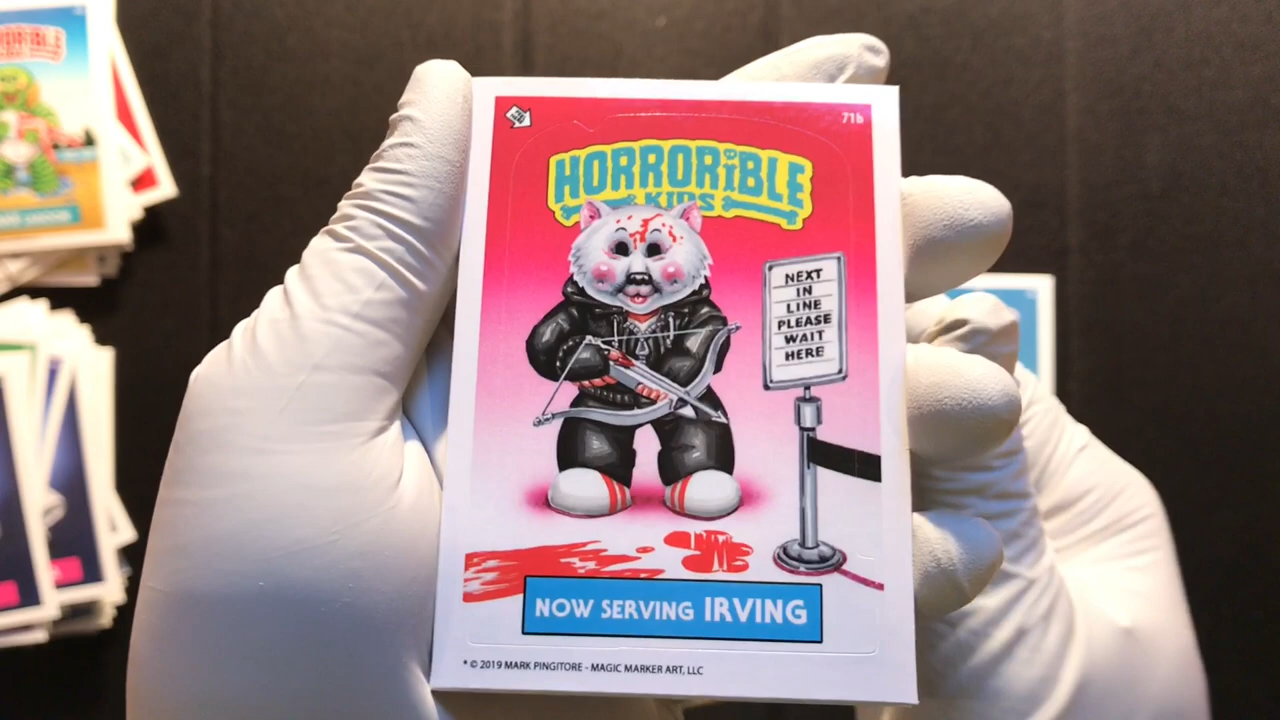 71b
HORRORiBLE
KIDS
NEXT
IN
LINE
PLEASE
WAIT
HERE
NOW SERVING IRVING
* © 2019 MARK PINGITORE - MAGIC MARKER ART, LLC